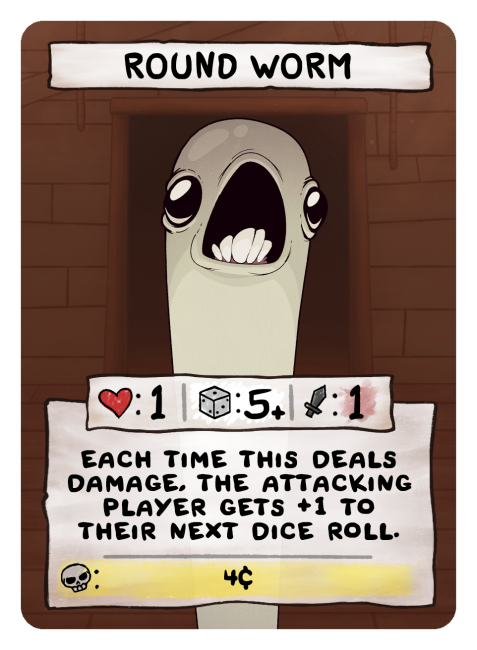 ROUND WORM
:1 :5+ :1
EACH TIME THIS DEALS
DAMAGE, THE ATTACKING
PLAYER GETS +1 TO
THEIR NEXT DICE ROLL.
: 4¢